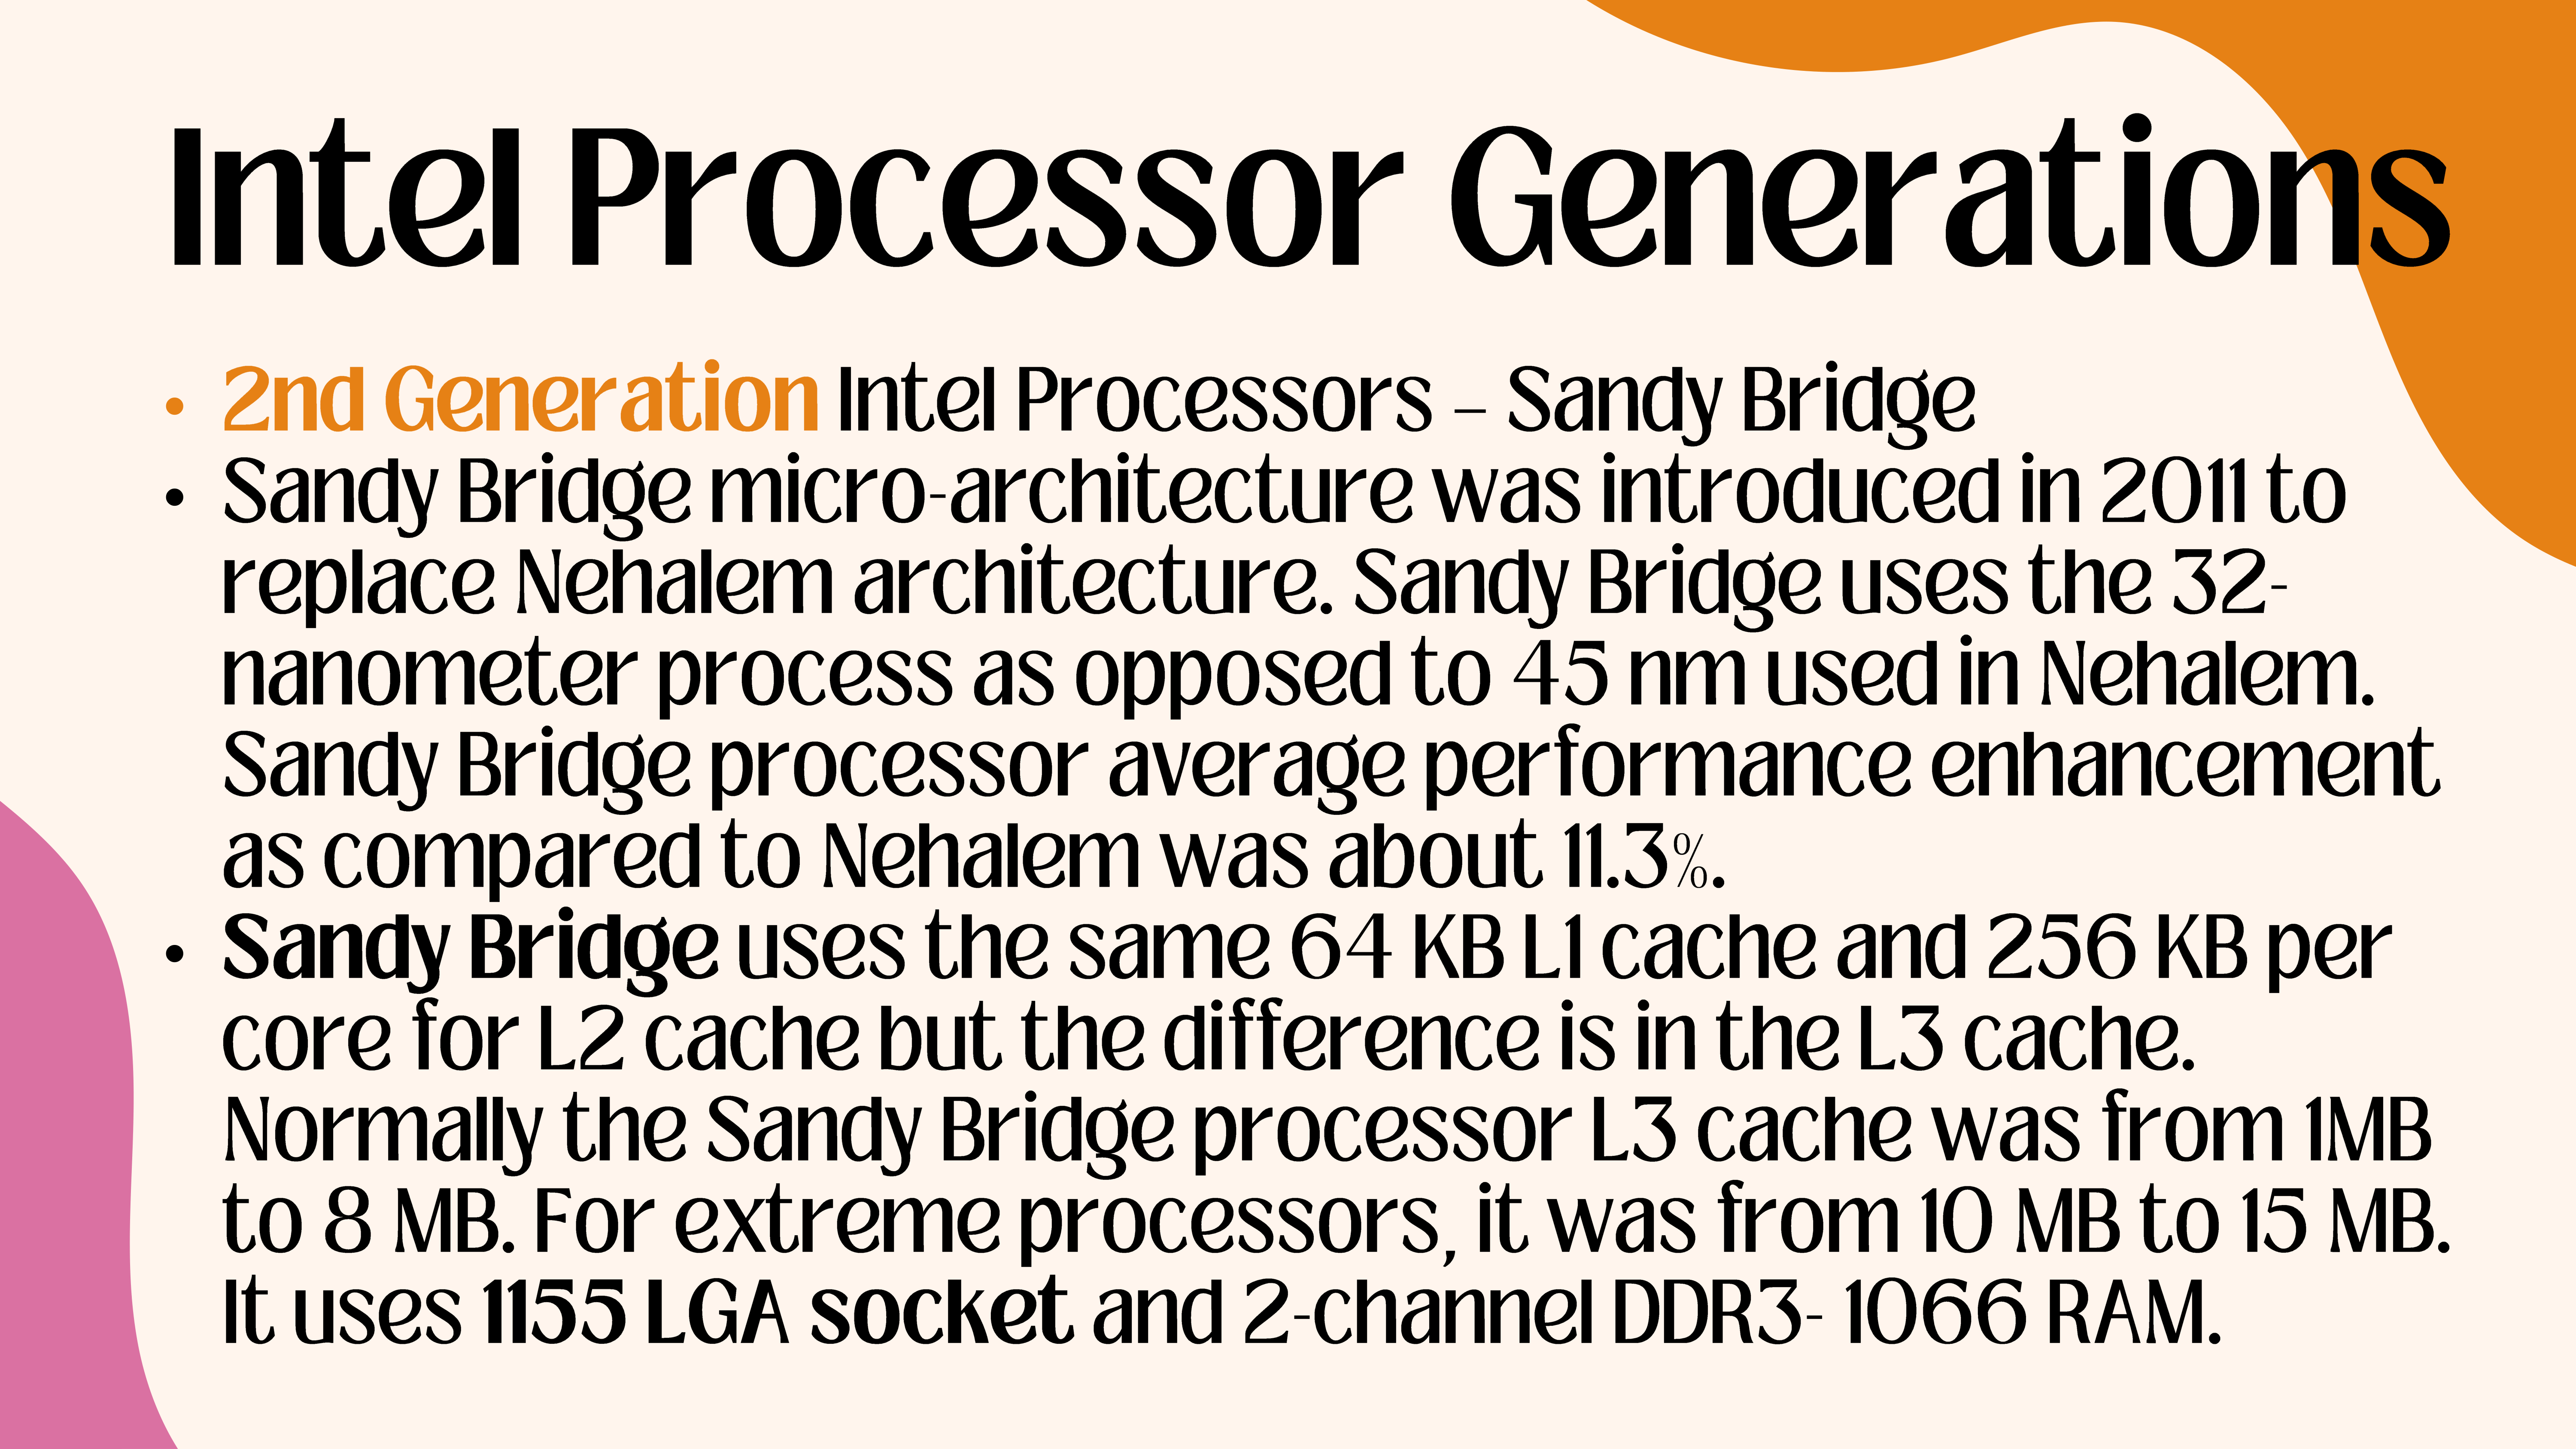 Intel Processor Generations
• 2nd Generation Intel Processors – Sandy Bridge
• Sandy Bridge micro-architecture was introduced in 2011 to
replace Nehalem architecture. Sandy Bridge uses the 32-
nanometer process as opposed to 45 nm used in Nehalem.
Sandy Bridge processor average performance enhancement
as compared to Nehalem was about 11.3%.
• Sandy Bridge uses the same 64 KB L1 cache and 256 KB per
core for L2 cache but the difference is in the L3 cache.
Normally the Sandy Bridge processor L3 cache was from 1MB
to 8 MB. For extreme processors, it was from 10 MB to 15 MB.
It uses 1155 LGA socket and 2-channel DDR3- 1066 RAM.